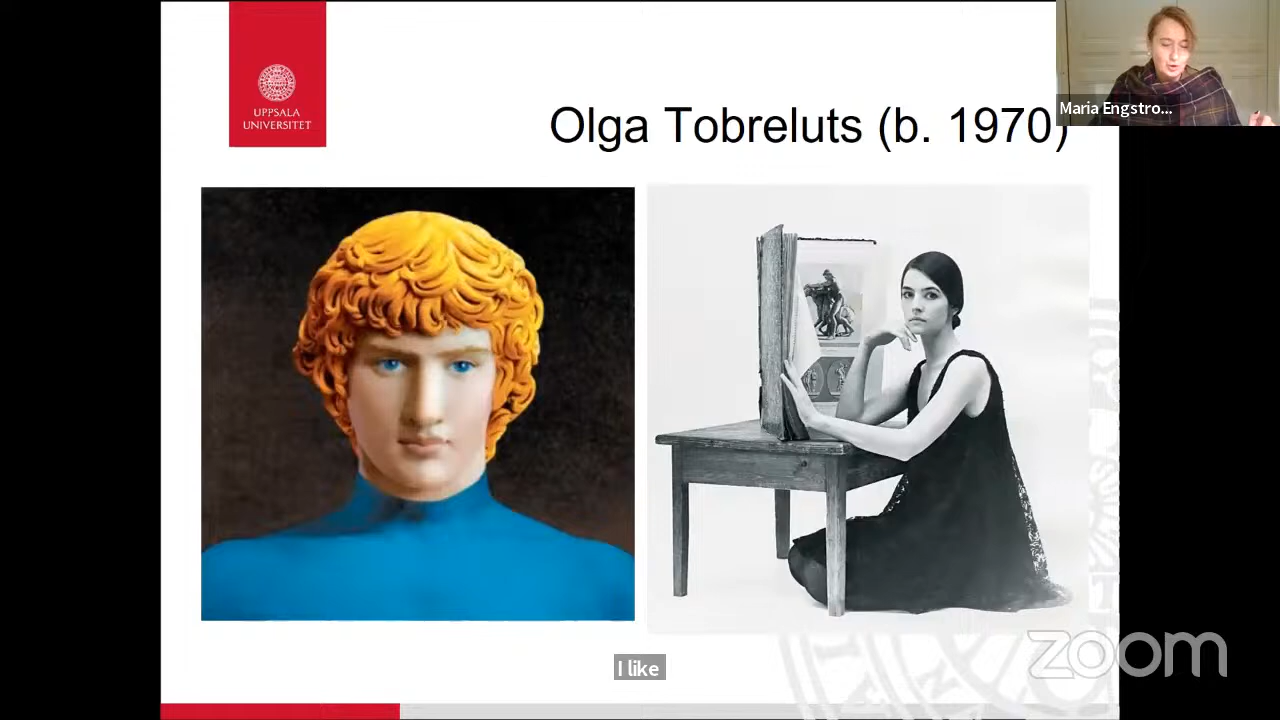 UPPSALA
UNIVERSITET
Olga Tobreluts (b. 1970)
Maria Engstro...
I like
zoom